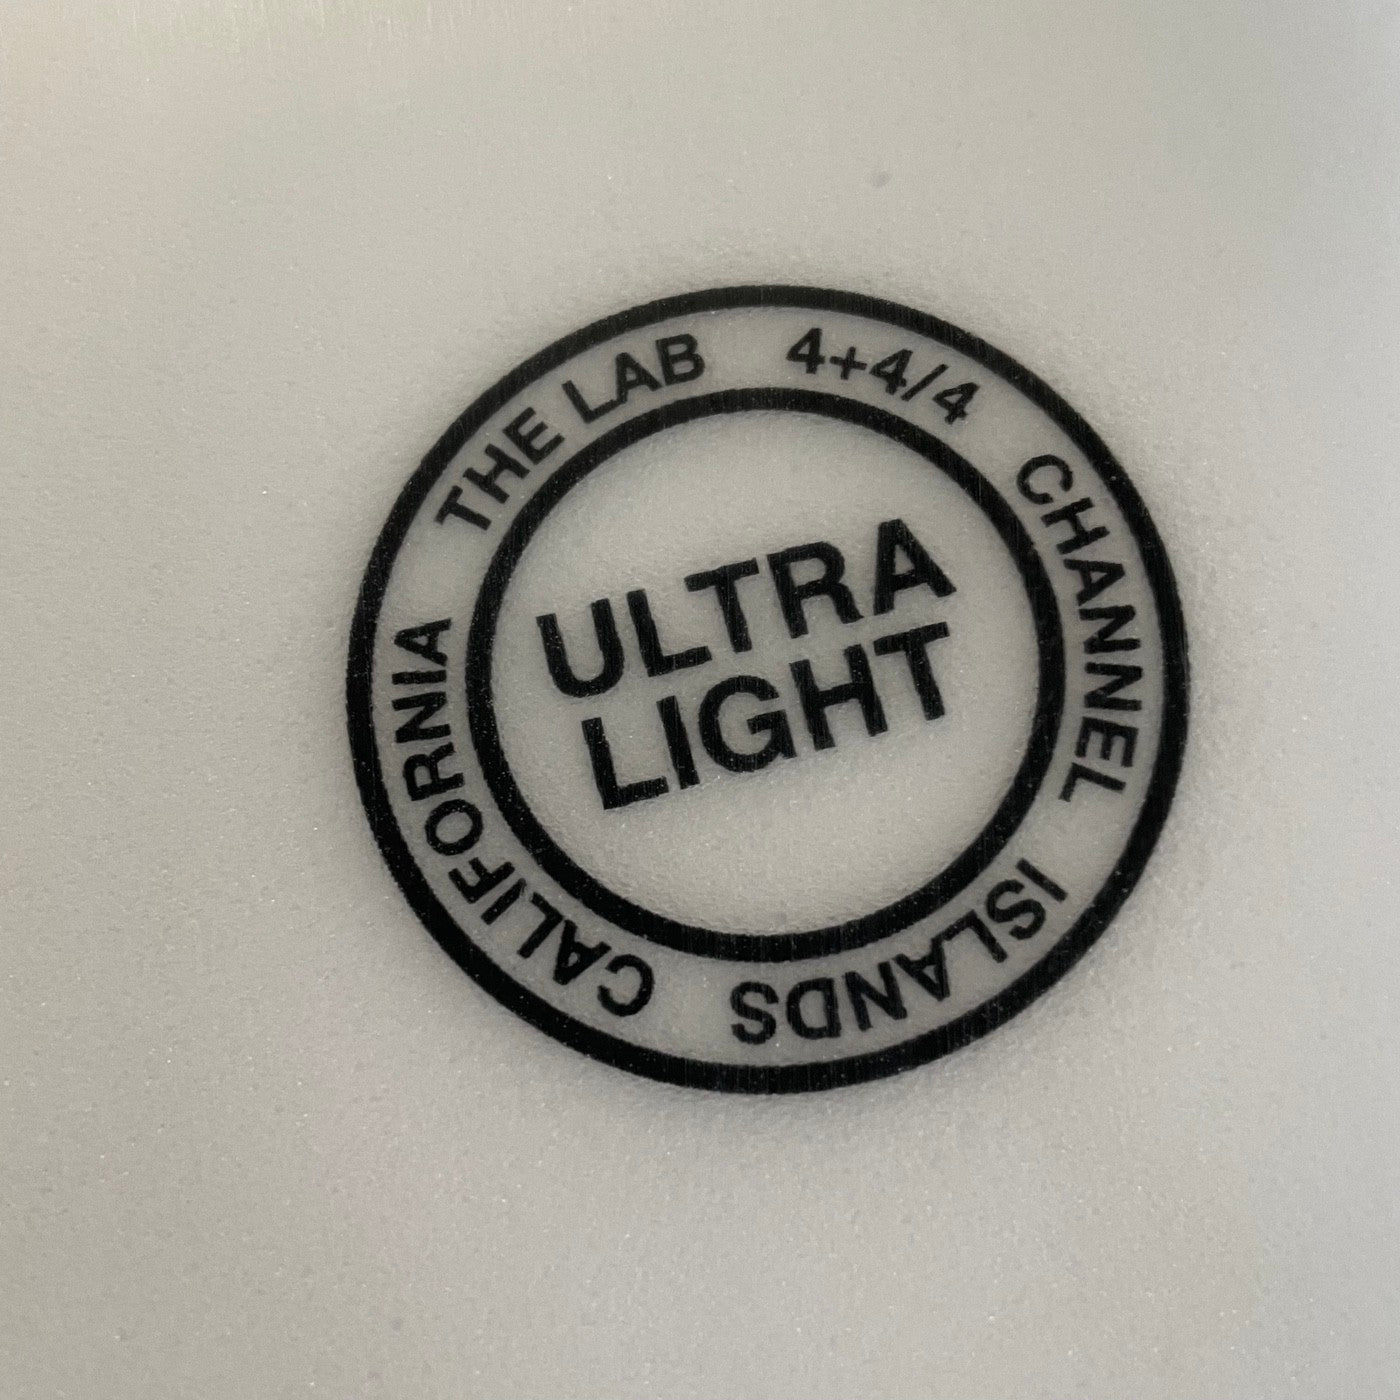 THE LAB 4+4/4 CHANNEL ISLANDS CALIFORNIA
ULTRA
LIGHT